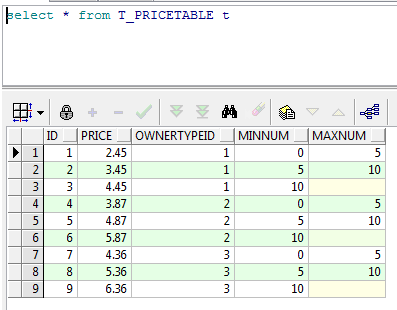 select * from T_PRICETABLE t
ID PRICE OWNERTYPEID MINNUM MAXNUM
1 1 2.45 1 0 5
2 2 3.45 1 5 10
3 3 4.45 1 10
4 4 3.87 2 0 5
5 5 4.87 2 5 10
6 6 5.87 2 10
7 7 4.36 3 0 5
8 8 5.36 3 5 10
9 9 6.36 3 10